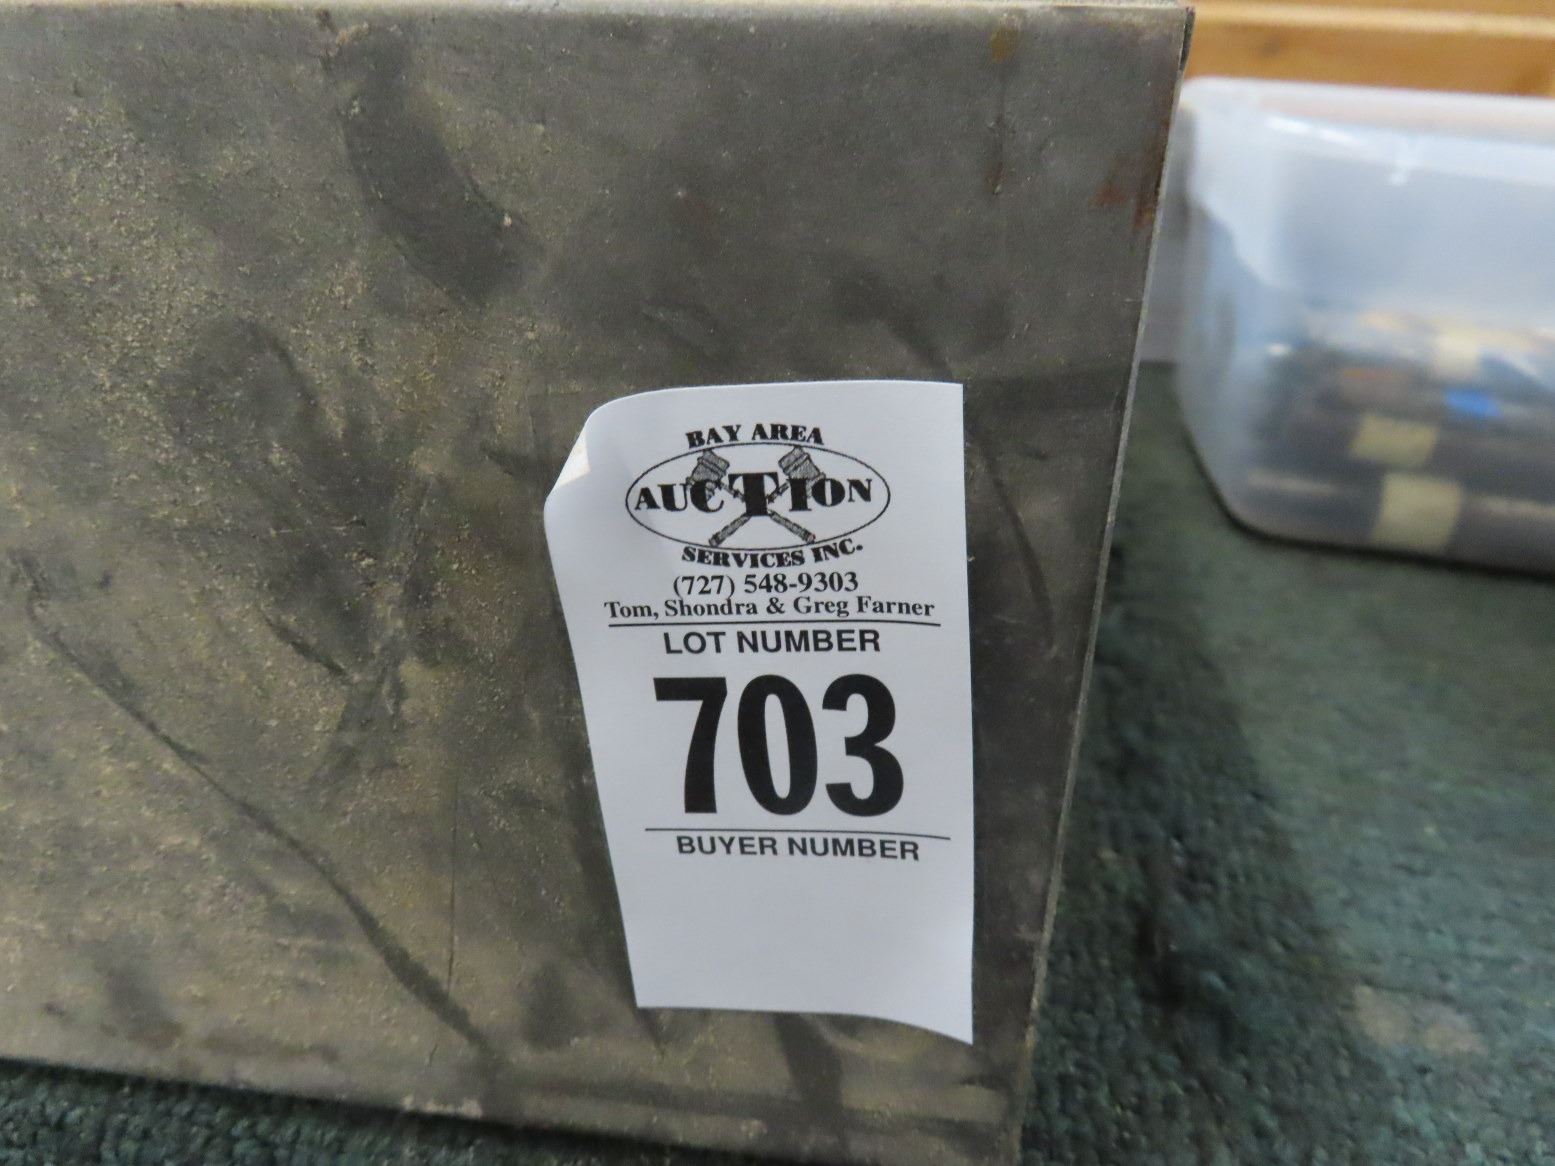 BAY AREA
AUCTION
SERVICES INC.
(727) 548-9303
Tom, Shondra & Greg Farner
LOT NUMBER
703
BUYER NUMBER